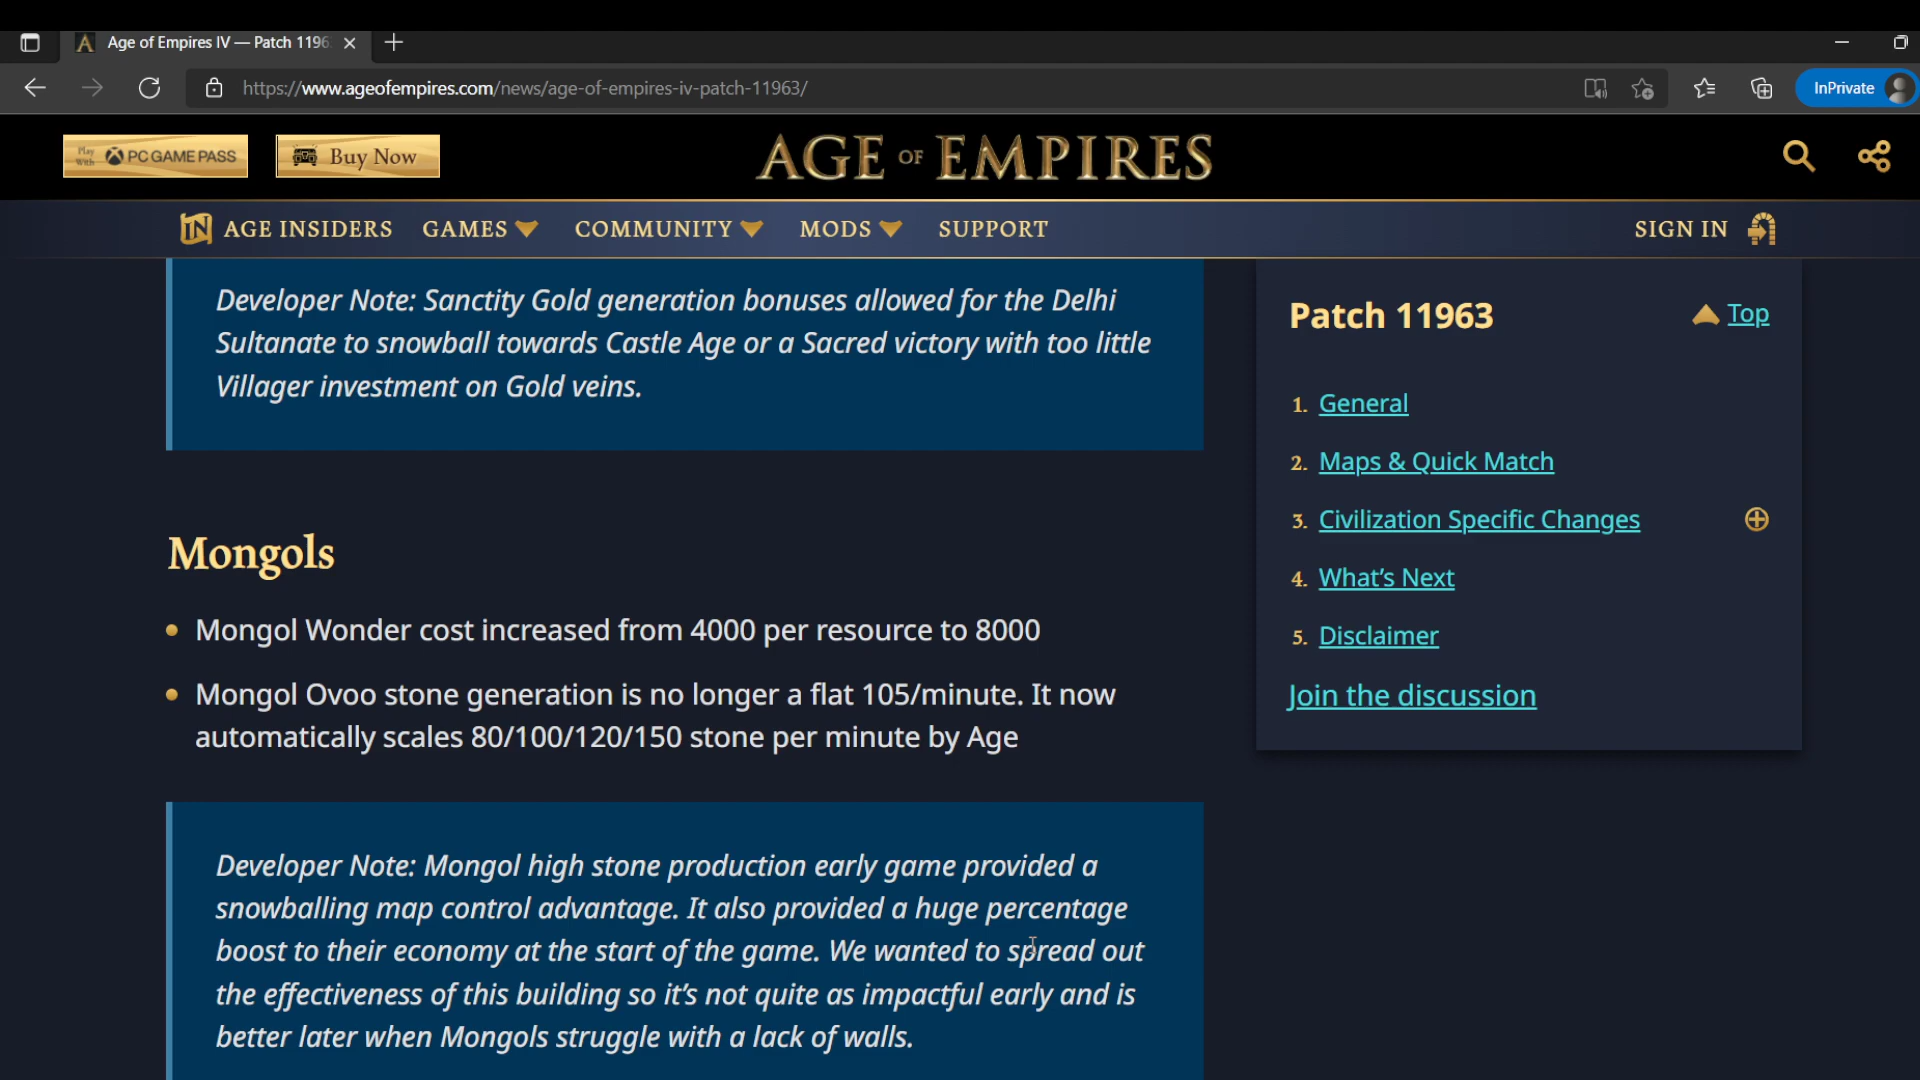 Age of Empires IV — Patch 1196
https://www.ageofempires.com/news/age-of-empires-iv-patch-11963/
InPrivate
Play With PC GAME PASS
Buy Now
AGE OF EMPIRES
AGE INSIDERS
GAMES
COMMUNITY
MODS
SUPPORT
SIGN IN
Developer Note: Sanctity Gold generation bonuses allowed for the Delhi
Sultanate to snowball towards Castle Age or a Sacred victory with too little
Villager investment on Gold veins.
Mongols
Mongol Wonder cost increased from 4000 per resource to 8000
Mongol Ovoo stone generation is no longer a flat 105/minute. It now
automatically scales 80/100/120/150 stone per minute by Age
Developer Note: Mongol high stone production early game provided a
snowballing map control advantage. It also provided a huge percentage
boost to their economy at the start of the game. We wanted to spread out
the effectiveness of this building so it's not quite as impactful early and is
better later when Mongols struggle with a lack of walls.
Patch 11963
Top
1. General
2. Maps & Quick Match
3. Civilization Specific Changes
4. What's Next
5. Disclaimer
Join the discussion